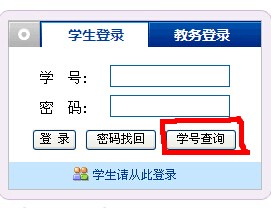 学生登录 教务登录
学 号：
密 码：
登 录 密码找回 学号查询
学生请从此登录